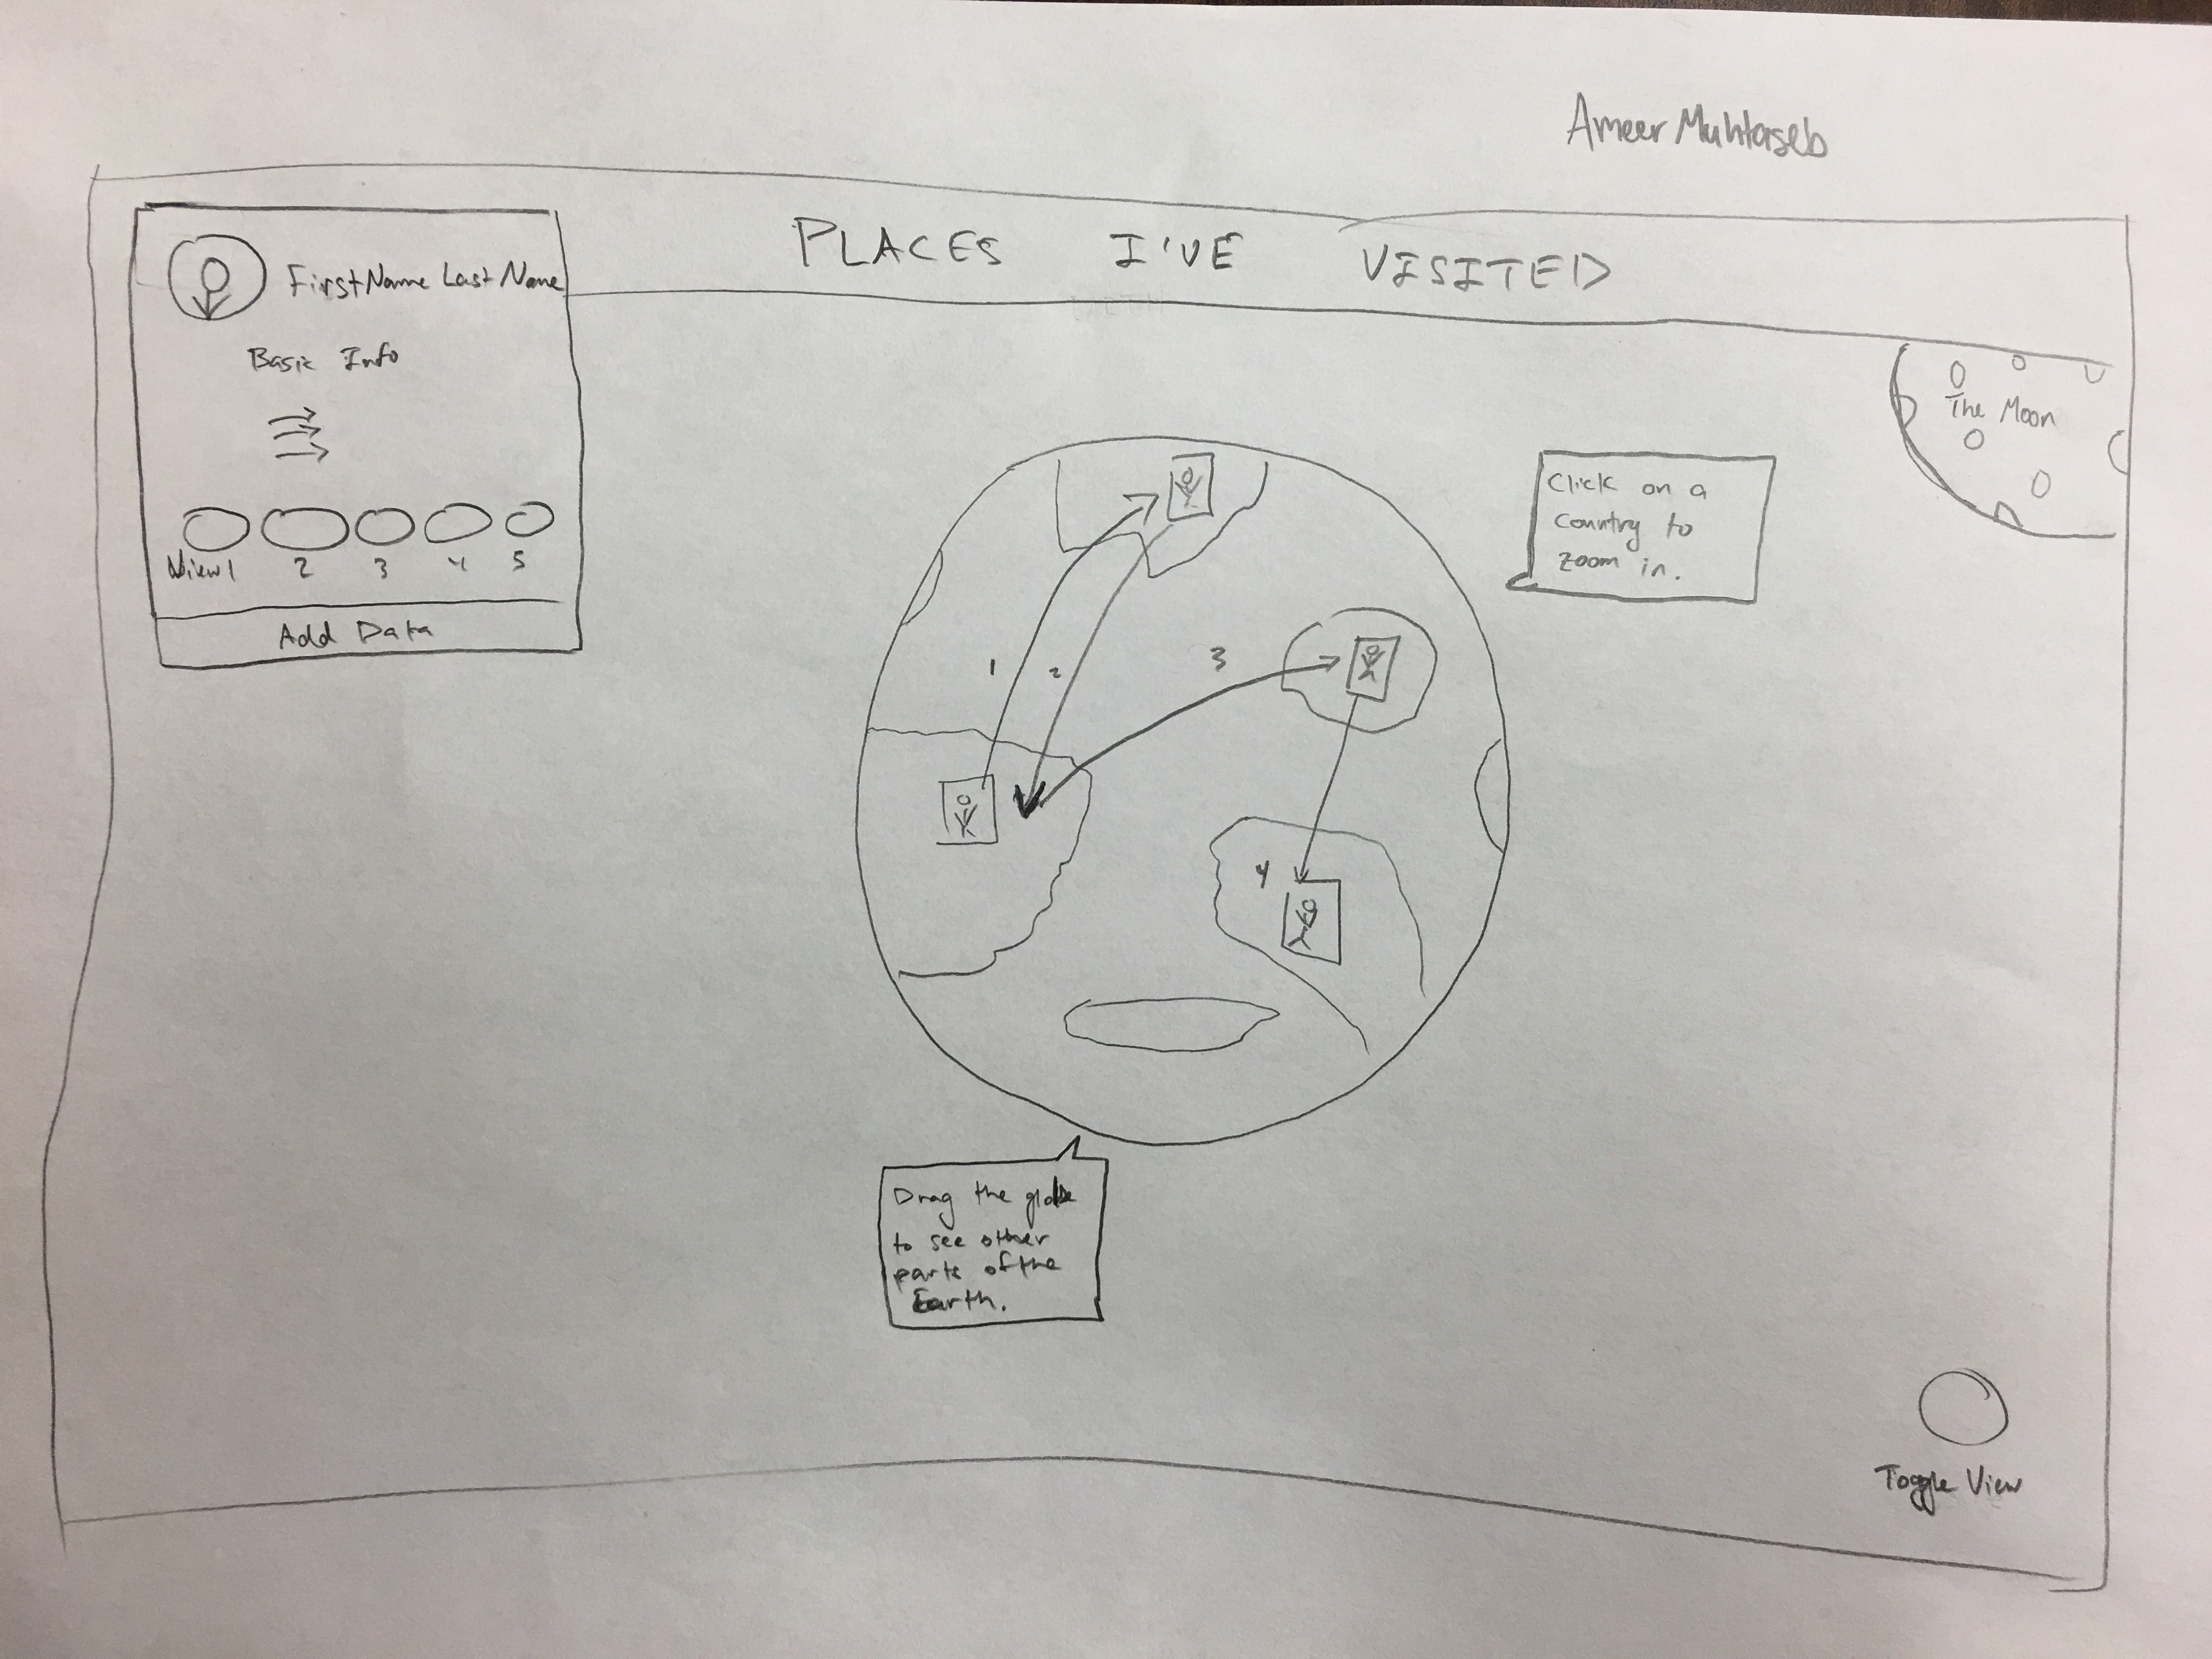 Ameer Muhtaseb
PLACES I'VE VISITED
FirstName Last Name
Basic Info
View 1 2 3 4 5
Add Data
The Moon
Click on a
country to
zoom in.
1 2 3
4
Drag the globe
to see other
parts of the
Earth.
Toggle View